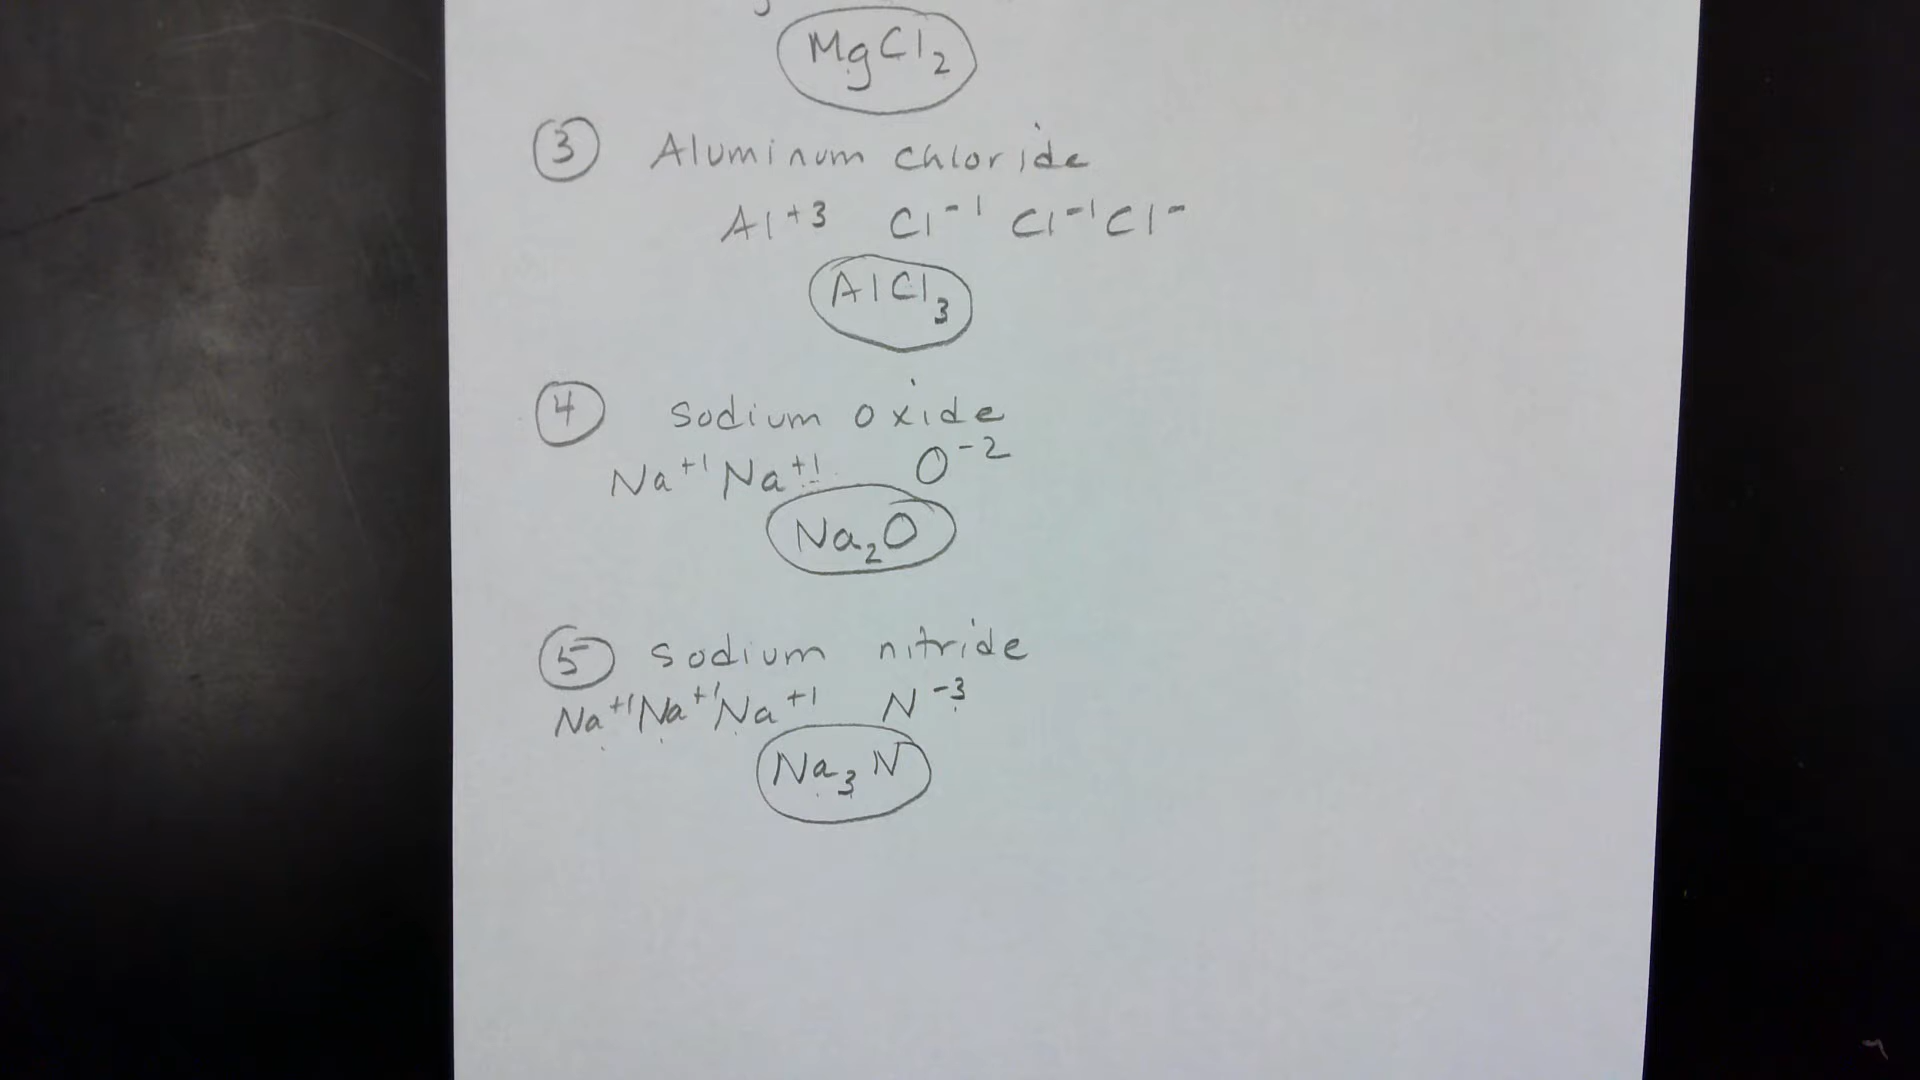 MgCl₂
③ Aluminum chloride
Al⁺³ Cl⁻¹ Cl⁻¹ Cl⁻
AlCl₃
④ Sodium oxide
Na⁺¹ Na⁺¹ O⁻²
Na₂O
⑤ Sodium nitride
Na⁺¹ Na⁺¹ Na⁺¹ N⁻³
Na₃N